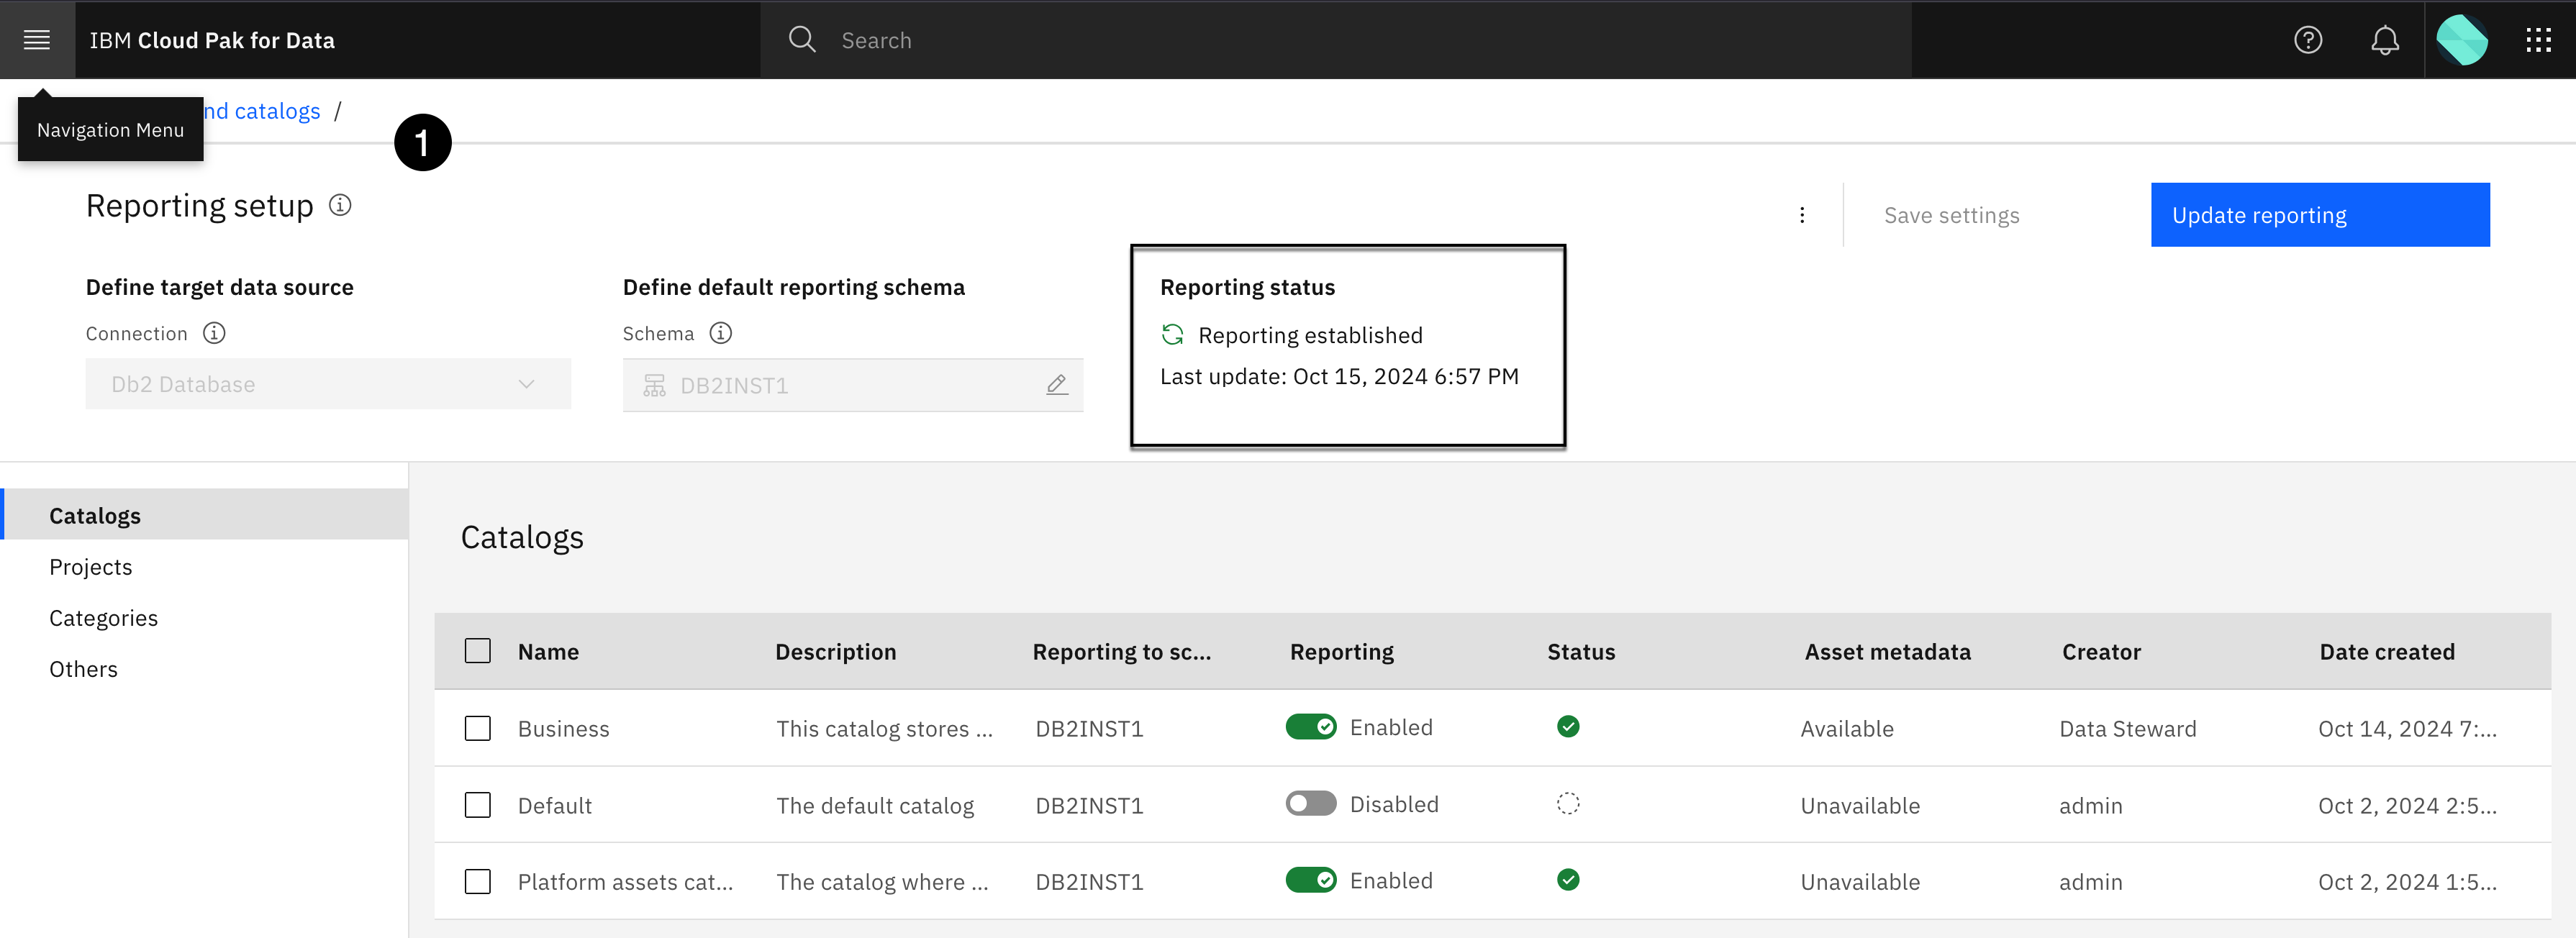 IBM Cloud Pak for Data
Search
Navigation Menu
nd catalogs /
1
Reporting setup
Save settings
Update reporting
Define target data source
Connection
Db2 Database
Define default reporting schema
Schema
DB2INST1
Reporting status
Reporting established
Last update: Oct 15, 2024 6:57 PM
Catalogs
Projects
Categories
Others
Catalogs
Name Description Reporting to sc... Reporting Status Asset metadata Creator Date created
Business This catalog stores ... DB2INST1 Enabled Available Data Steward Oct 14, 2024 7:...
Default The default catalog DB2INST1 Disabled Unavailable admin Oct 2, 2024 2:5...
Platform assets cat... The catalog where ... DB2INST1 Enabled Unavailable admin Oct 2, 2024 1:5...